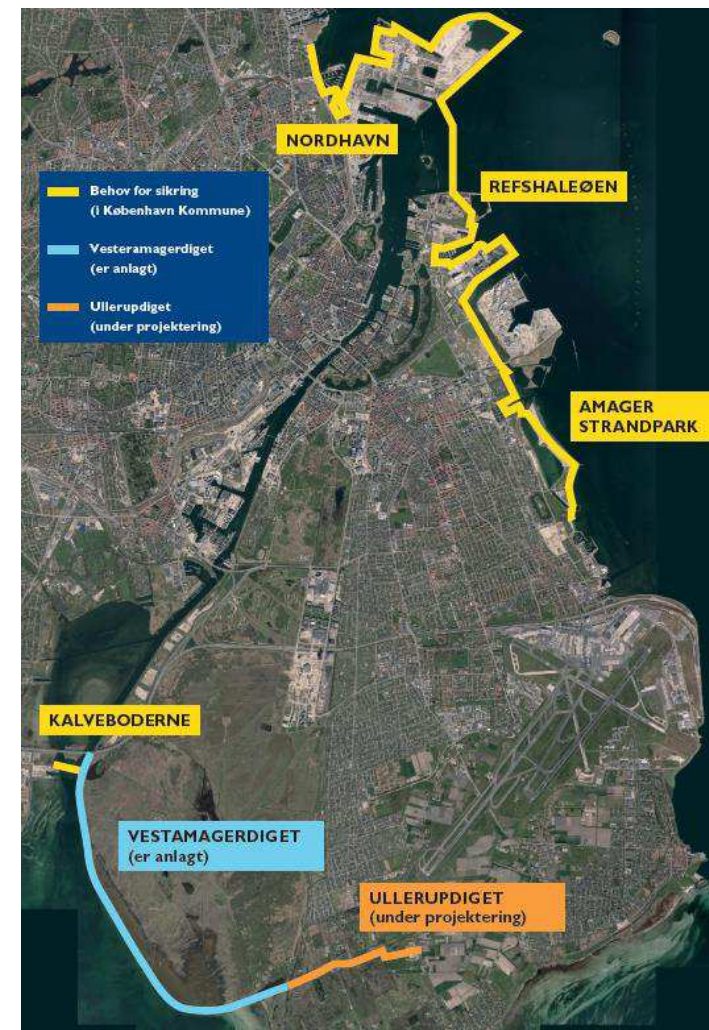 NORDHAVN
REFSHALEØEN
Behov for sikring
(i København Kommune)
Vesteramagerdiget
(er anlagt)
Ullerupdiget
(under projektering)
AMAGER
STRANDPARK
KALVEBODERNE
VESTAMAGERDIGET
(er anlagt)
ULLERUPDIGET
(under projektering)